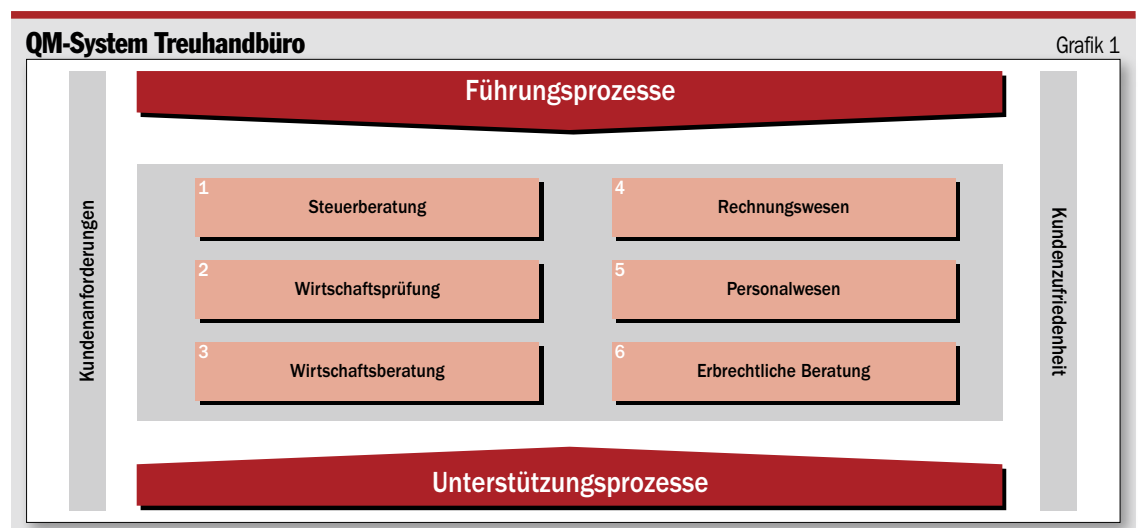 QM-System Treuhandbüro
Grafik 1
Führungsprozesse
Kundenanforderungen
1
Steuerberatung
2
Wirtschaftsprüfung
3
Wirtschaftsberatung
4
Rechnungswesen
5
Personalwesen
6
Erbrechtliche Beratung
Kundenzufriedenheit
Unterstützungsprozesse